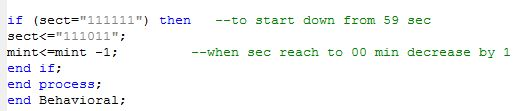 if (sect="111111") then   --to start down from 59 sec
sect<="111011";
mint<=mint -1;          --when sec reach to 00 min decrease by 1
end if;
end process;
end Behavioral;